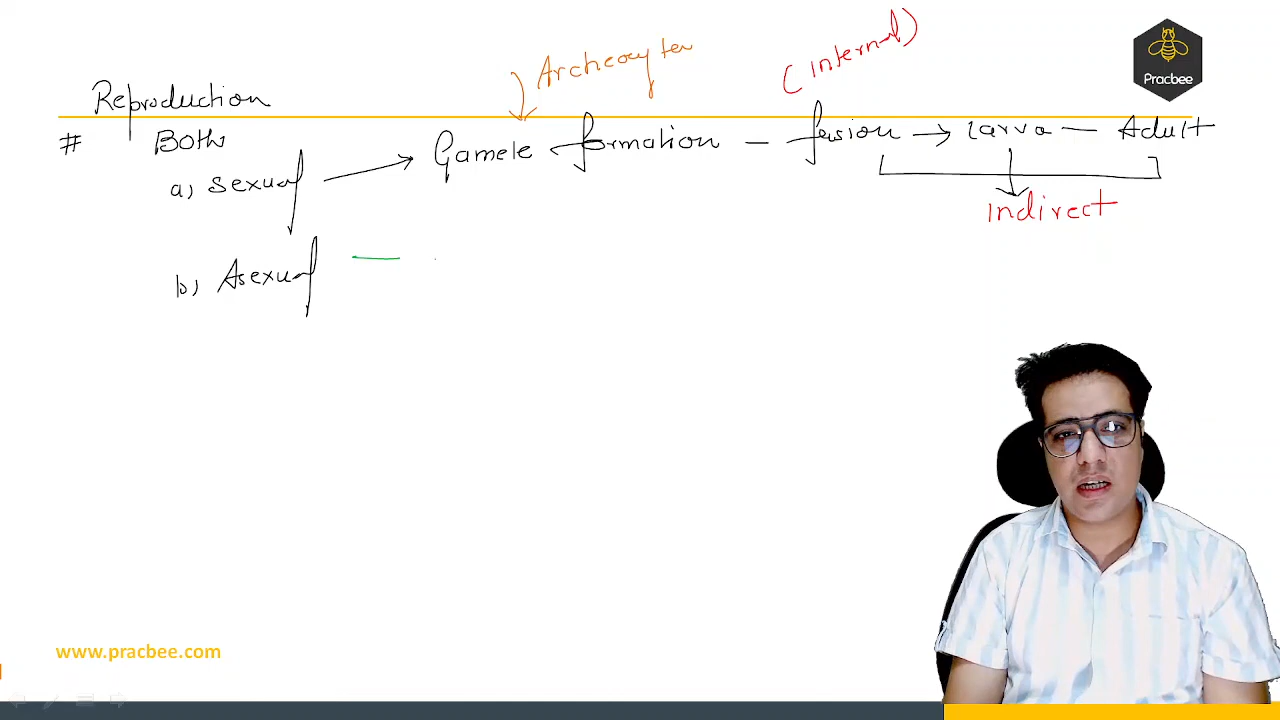 Archeocytes
(internal)
Pracbee
Reproduction
# Both
a) Sexual → Gamete formation — fusion → Larva — Adult
indirect
b) Asexual —
www.pracbee.com